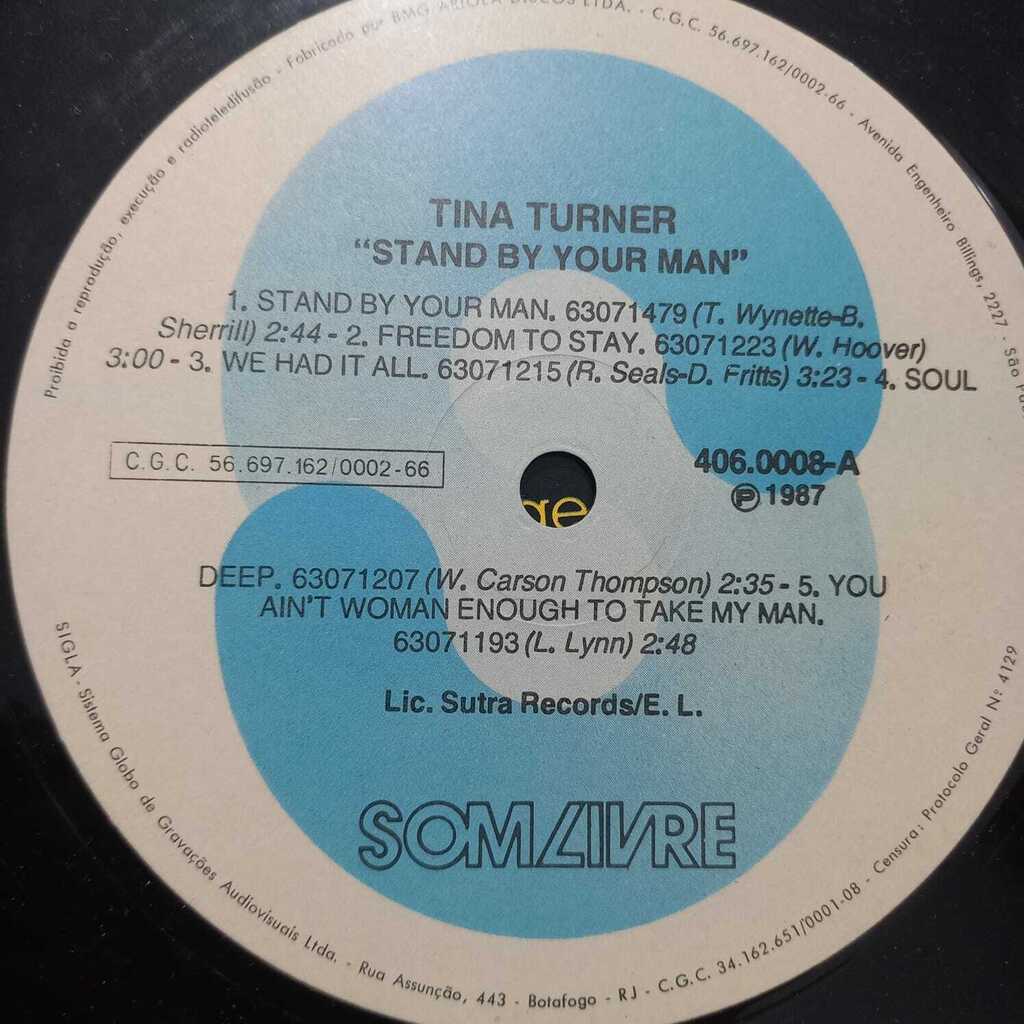 TINA TURNER
“STAND BY YOUR MAN”
1. STAND BY YOUR MAN. 63071479 (T. Wynette-B.
Sherrill) 2:44 - 2. FREEDOM TO STAY. 63071223 (W. Hoover)
3:00 - 3. WE HAD IT ALL. 63071215 (R. Seals-D. Fritts) 3:23 - 4. SOUL
C.G.C. 56.697.162/0002-66
406.0008-A
Ⓟ 1987
DEEP. 63071207 (W. Carson Thompson) 2:35 - 5. YOU
AIN'T WOMAN ENOUGH TO TAKE MY MAN.
63071193 (L. Lynn) 2:48
Lic. Sutra Records/E. L.
SOM LIVRE
Proibida a reprodução, execução e radioteledifusão - Fabricado por BMG ARIOLA DISCOS LTDA. - C.G.C. 56.697.162/0002-66 - Avenida Engenheiro Billings, 2227 - São
SIGLA - Sistema Globo de Gravações Audiovisuais Ltda. - Rua Assunção, 443 - Botafogo - RJ - C.G.C. 34.162.651/0001-08 - Censura: Protocolo Geral Nº 4129